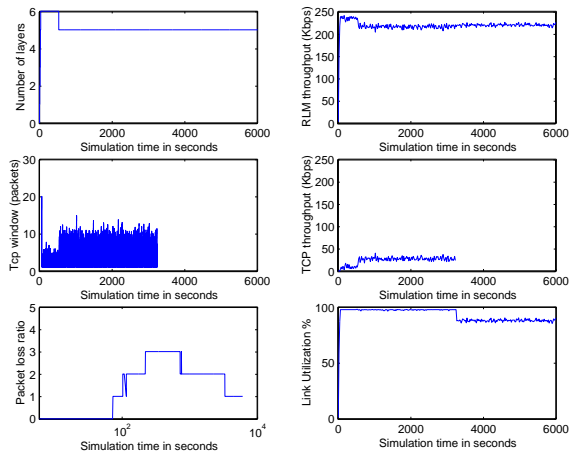 Number of layers
6
4
2
0
0 2000 4000 6000
Simulation time in seconds
RLM throughput (Kbps)
250
200
150
100
50
0
0 2000 4000 6000
Simulation time in seconds
Tcp window (packets)
30
20
10
0
0 2000 4000 6000
Simulation time in seconds
TCP throughput (Kbps)
250
200
150
100
50
0
0 2000 4000 6000
Simulation time in seconds
Packet loss ratio
5
4
3
2
1
0
10^2 10^4
Simulation time in seconds
Link Utilization %
100
50
0
0 2000 4000 6000
Simulation time in seconds